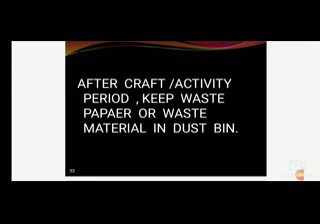 AFTER CRAFT /ACTIVITY
PERIOD , KEEP WASTE
PAPAER OR WASTE
MATERIAL IN DUST BIN.
33